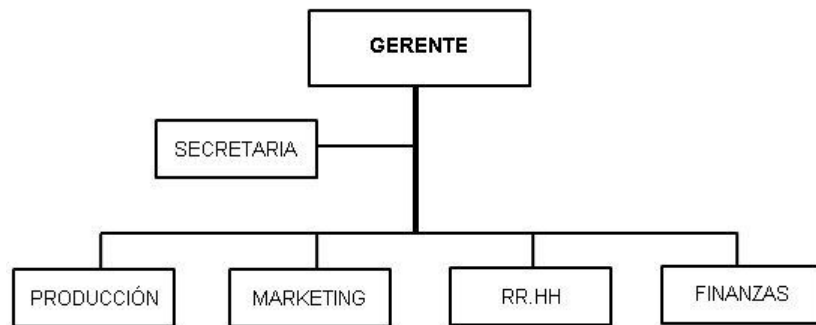 GERENTE
SECRETARIA
PRODUCCIÓN
MARKETING
RR.HH
FINANZAS